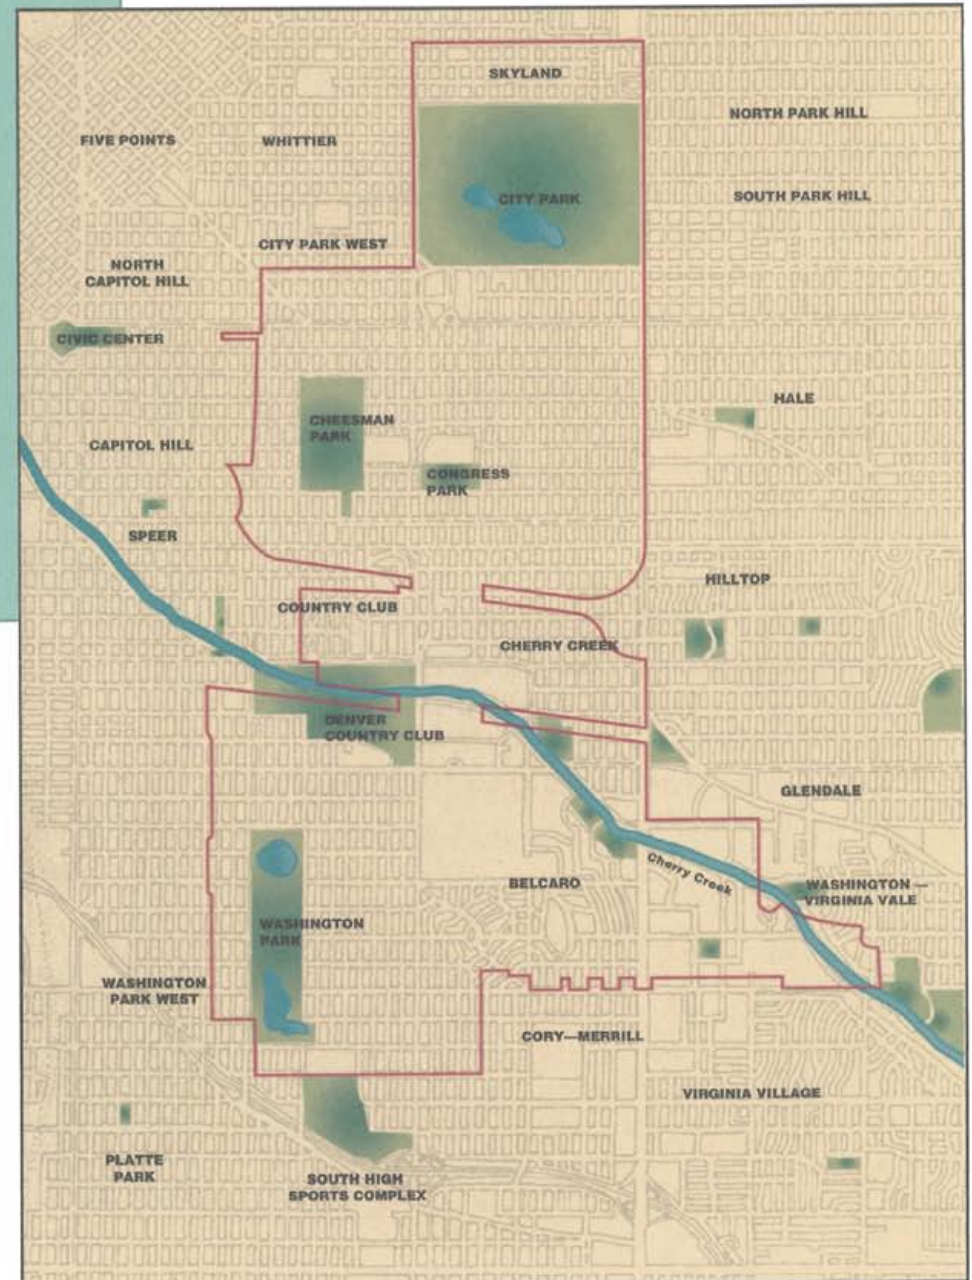 SKYLAND
NORTH PARK HILL
FIVE POINTS
WHITTIER
CITY PARK
SOUTH PARK HILL
CITY PARK WEST
NORTH
CAPITOL HILL
CIVIC CENTER
HALE
CHEESMAN
PARK
CAPITOL HILL
CONGRESS
PARK
SPEER
HILLTOP
COUNTRY CLUB
CHERRY CREEK
DENVER
COUNTRY CLUB
GLENDALE
Cherry Creek
BELCARO
WASHINGTON —
VIRGINIA VALE
WASHINGTON
PARK
WASHINGTON
PARK WEST
CORY—MERRILL
VIRGINIA VILLAGE
PLATTE
PARK
SOUTH HIGH
SPORTS COMPLEX